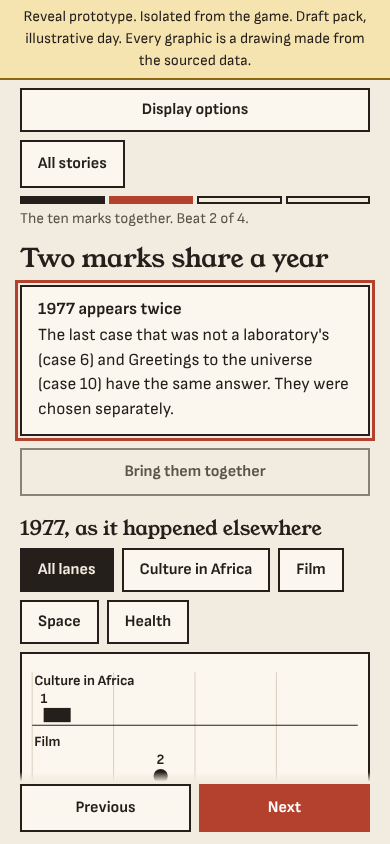 Reveal prototype. Isolated from the game. Draft pack,
illustrative day. Every graphic is a drawing made from
the sourced data.
Display options
All stories
The ten marks together. Beat 2 of 4.
Two marks share a year
1977 appears twice
The last case that was not a laboratory's
(case 6) and Greetings to the universe
(case 10) have the same answer. They were
chosen separately.
Bring them together
1977, as it happened elsewhere
All lanes
Culture in Africa
Film
Space
Health
Culture in Africa
1
Film
2
Previous
Next